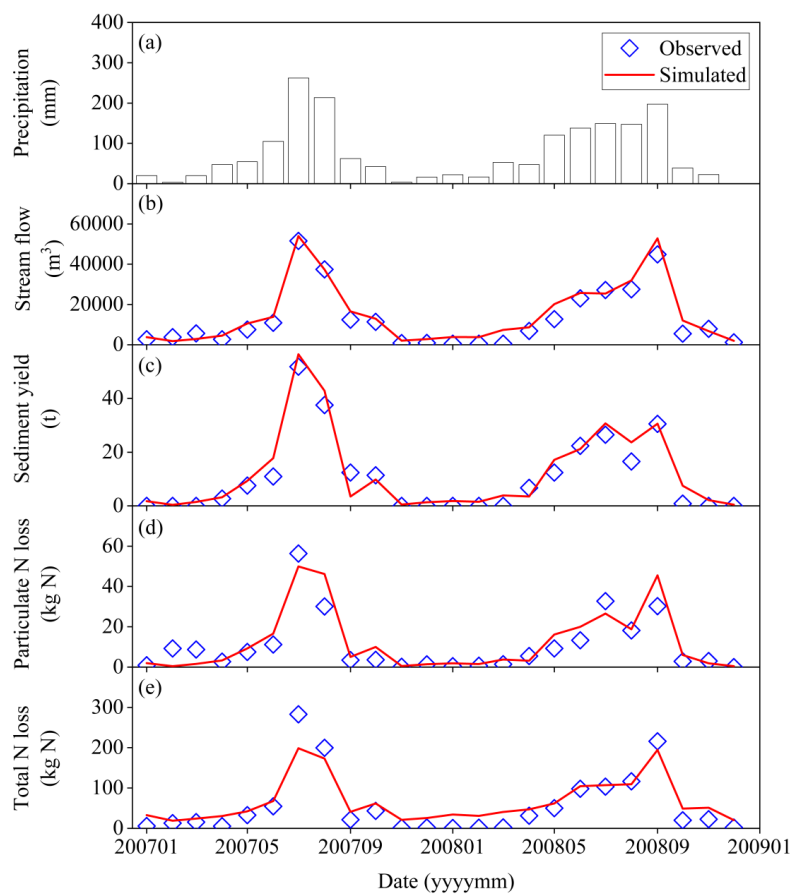 400
300
200
100
0
Precipitation
(mm)
(a)
Observed
Simulated
60000
40000
20000
0
Stream flow
(m³)
(b)
40
20
0
Sediment yield
(t)
(c)
60
40
20
0
Particulate N loss
(kg N)
(d)
300
200
100
0
Total N loss
(kg N)
(e)
200701 200705 200709 200801 200805 200809 200901
Date (yyyymm)